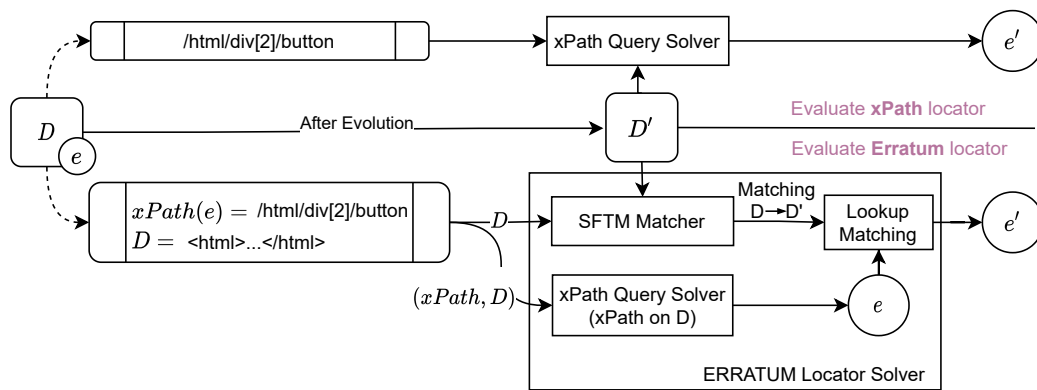 /html/div[2]/button
xPath Query Solver
e′
D
e
After Evolution
D′
Evaluate xPath locator
Evaluate Erratum locator
xPath(e) = /html/div[2]/button
D = <html>...</html>
D
SFTM Matcher
Matching
D→D'
Lookup
Matching
e′
(xPath, D)
xPath Query Solver
(xPath on D)
e
ERRATUM Locator Solver